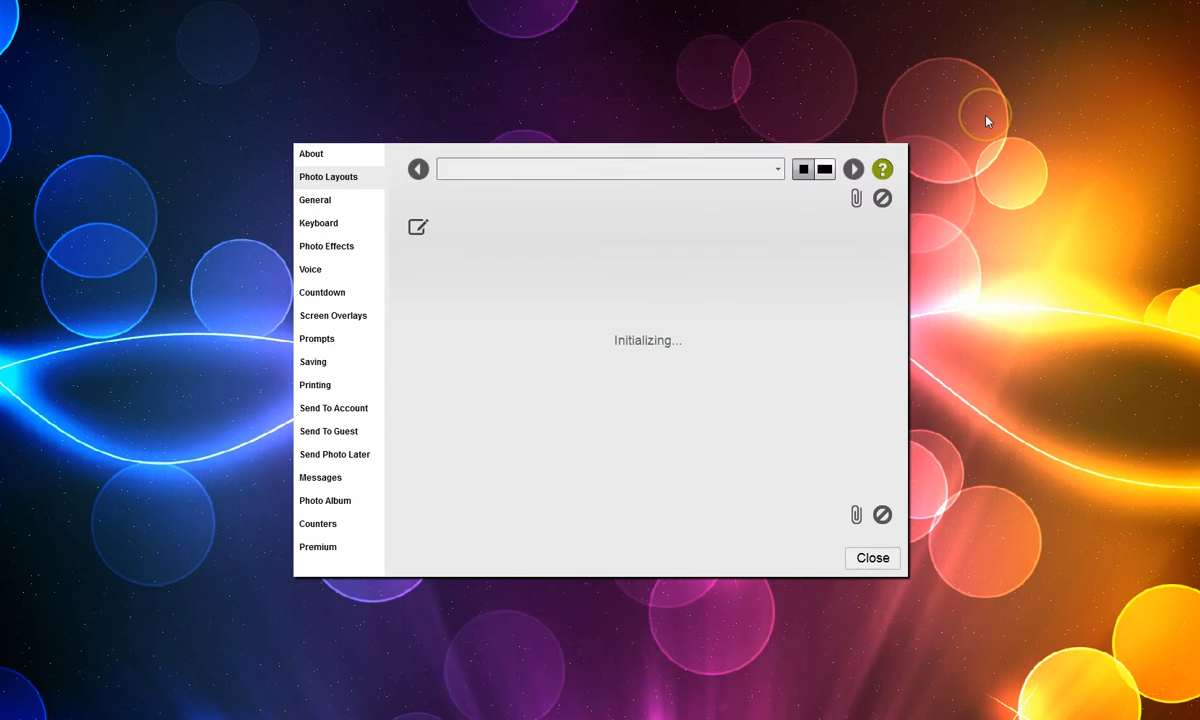 About
Photo Layouts
General
Keyboard
Photo Effects
Voice
Countdown
Screen Overlays
Prompts
Saving
Printing
Send To Account
Send To Guest
Send Photo Later
Messages
Photo Album
Counters
Premium
?
Initializing...
Close